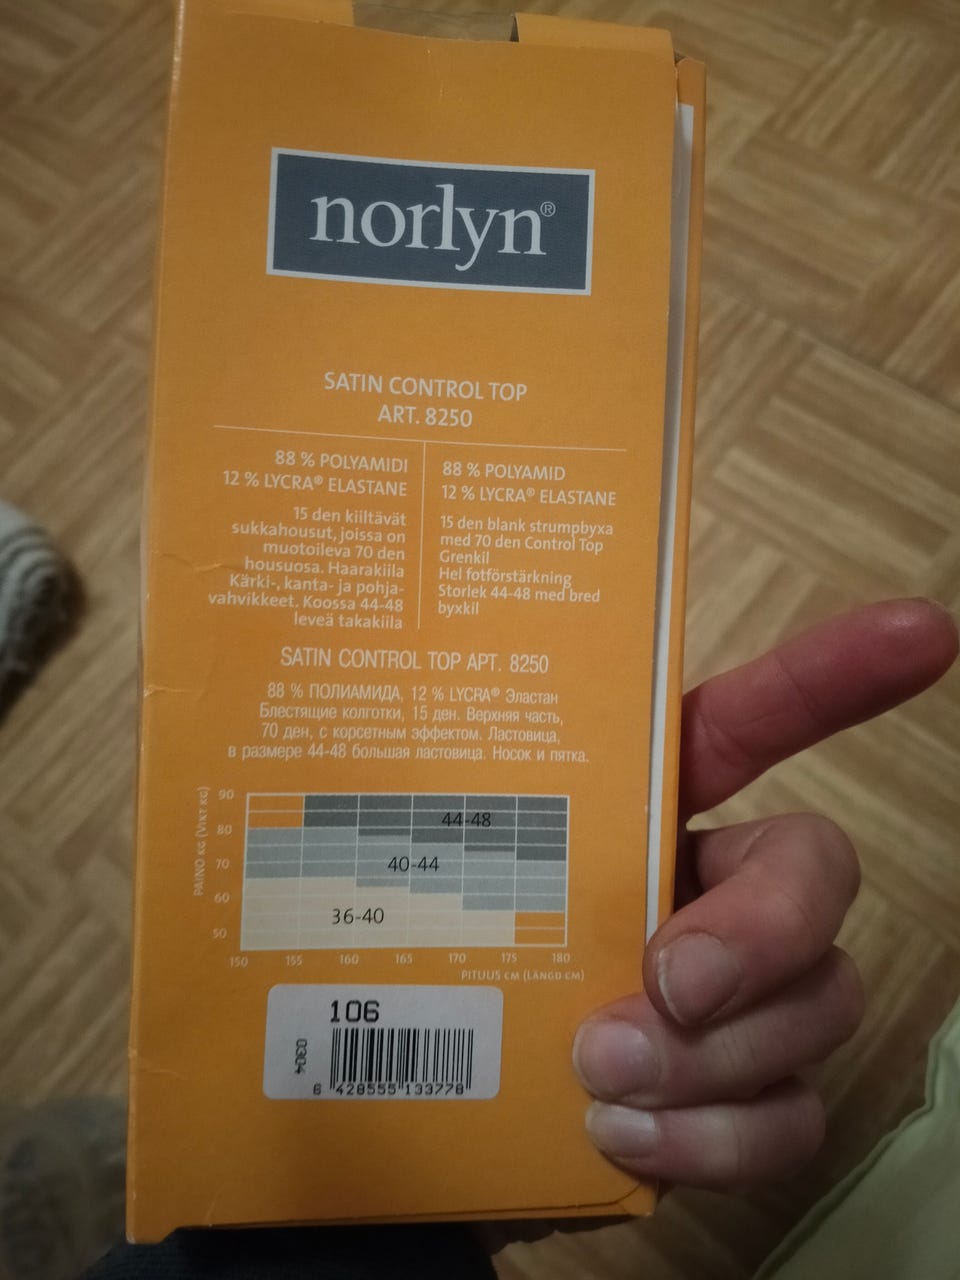 norlyn®
SATIN CONTROL TOP
ART. 8250
88 % POLYAMIDI
12 % LYCRA® ELASTANE
15 den kiiltävät
sukkahousut, joissa on
muotoileva 70 den
housuosa. Haarakiila
Kärki-, kanta- ja pohja-
vahvikkeet. Koossa 44-48
leveä takakiila
88 % POLYAMID
12 % LYCRA® ELASTANE
15 den blank strumpbyxa
med 70 den Control Top
Grenkil
Hel fotförstärkning
Storlek 44-48 med bred
byxkil
SATIN CONTROL TOP АРТ. 8250
88 % ПОЛИАМИДА, 12 % LYCRA® Эластан
Блестящие колготки, 15 ден. Верхняя часть,
70 ден, с корсетным эффектом. Ластовица,
в размере 44-48 большая ластовица. Носок и пятка.
PAINO KG (VIKT KG)
90
80
70
60
50
44-48
40-44
36-40
150 155 160 165 170 175 180
PITUUS CM (LÄNGD CM)
106
0304
6 428555 133778